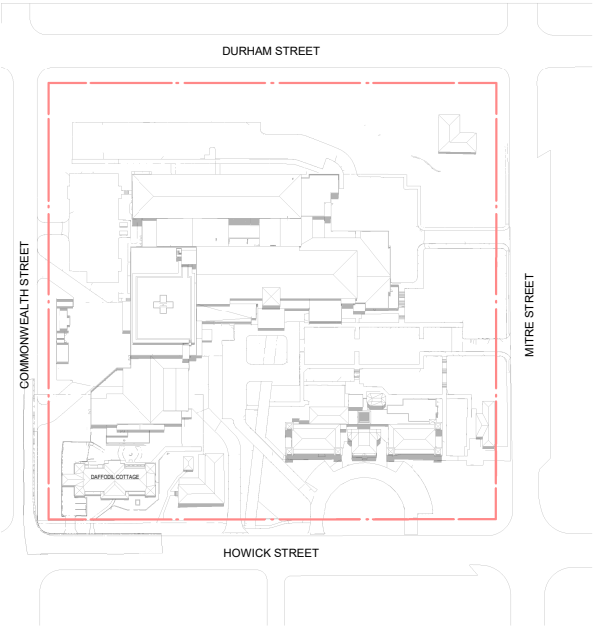 DURHAM STREET
COMMONWEALTH STREET
MITRE STREET
DAFFODIL COTTAGE
HOWICK STREET